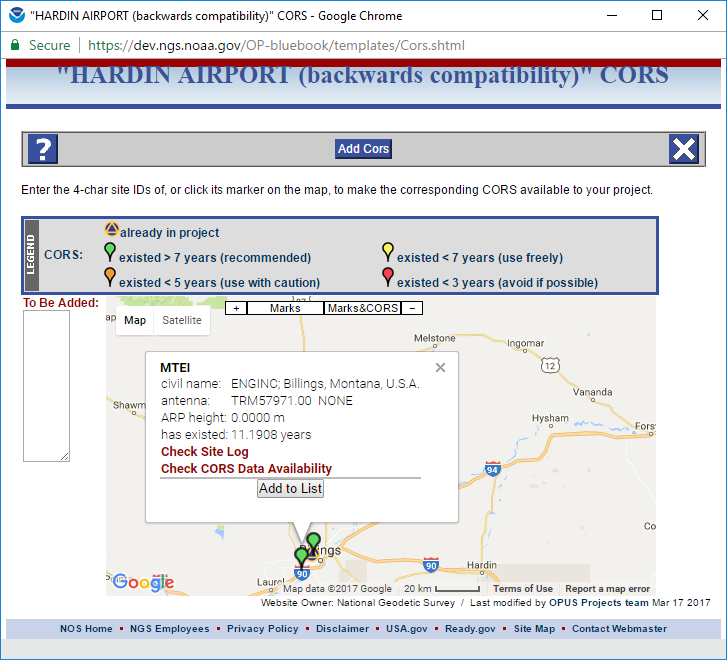 "HARDIN AIRPORT (backwards compatibility)" CORS - Google Chrome
Secure | https://dev.ngs.noaa.gov/OP-bluebook/templates/Cors.shtml
"HARDIN AIRPORT (backwards compatibility)" CORS
?
Add Cors
Enter the 4-char site IDs of, or click its marker on the map, to make the corresponding CORS available to your project.
LEGEND
CORS:
already in project
existed > 7 years (recommended)
existed < 7 years (use freely)
existed < 5 years (use with caution)
existed < 3 years (avoid if possible)
To Be Added:
Map Satellite
+ Marks Marks&CORS −
Melstone
Ingomar
12
Vananda
Shawm
Hysham
Fors
94
MTEI
civil name: ENGINC; Billings, Montana, U.S.A.
antenna: TRM57971.00 NONE
ARP height: 0.0000 m
has existed: 11.1908 years
Check Site Log
Check CORS Data Availability
Add to List
Co
90
90
Hardin
Laurel
Google
Map data ©2017 Google 20 km Terms of Use Report a map error
Website Owner: National Geodetic Survey / Last modified by OPUS Projects team Mar 17 2017
NOS Home • NGS Employees • Privacy Policy • Disclaimer • USA.gov • Ready.gov • Site Map • Contact Webmaster